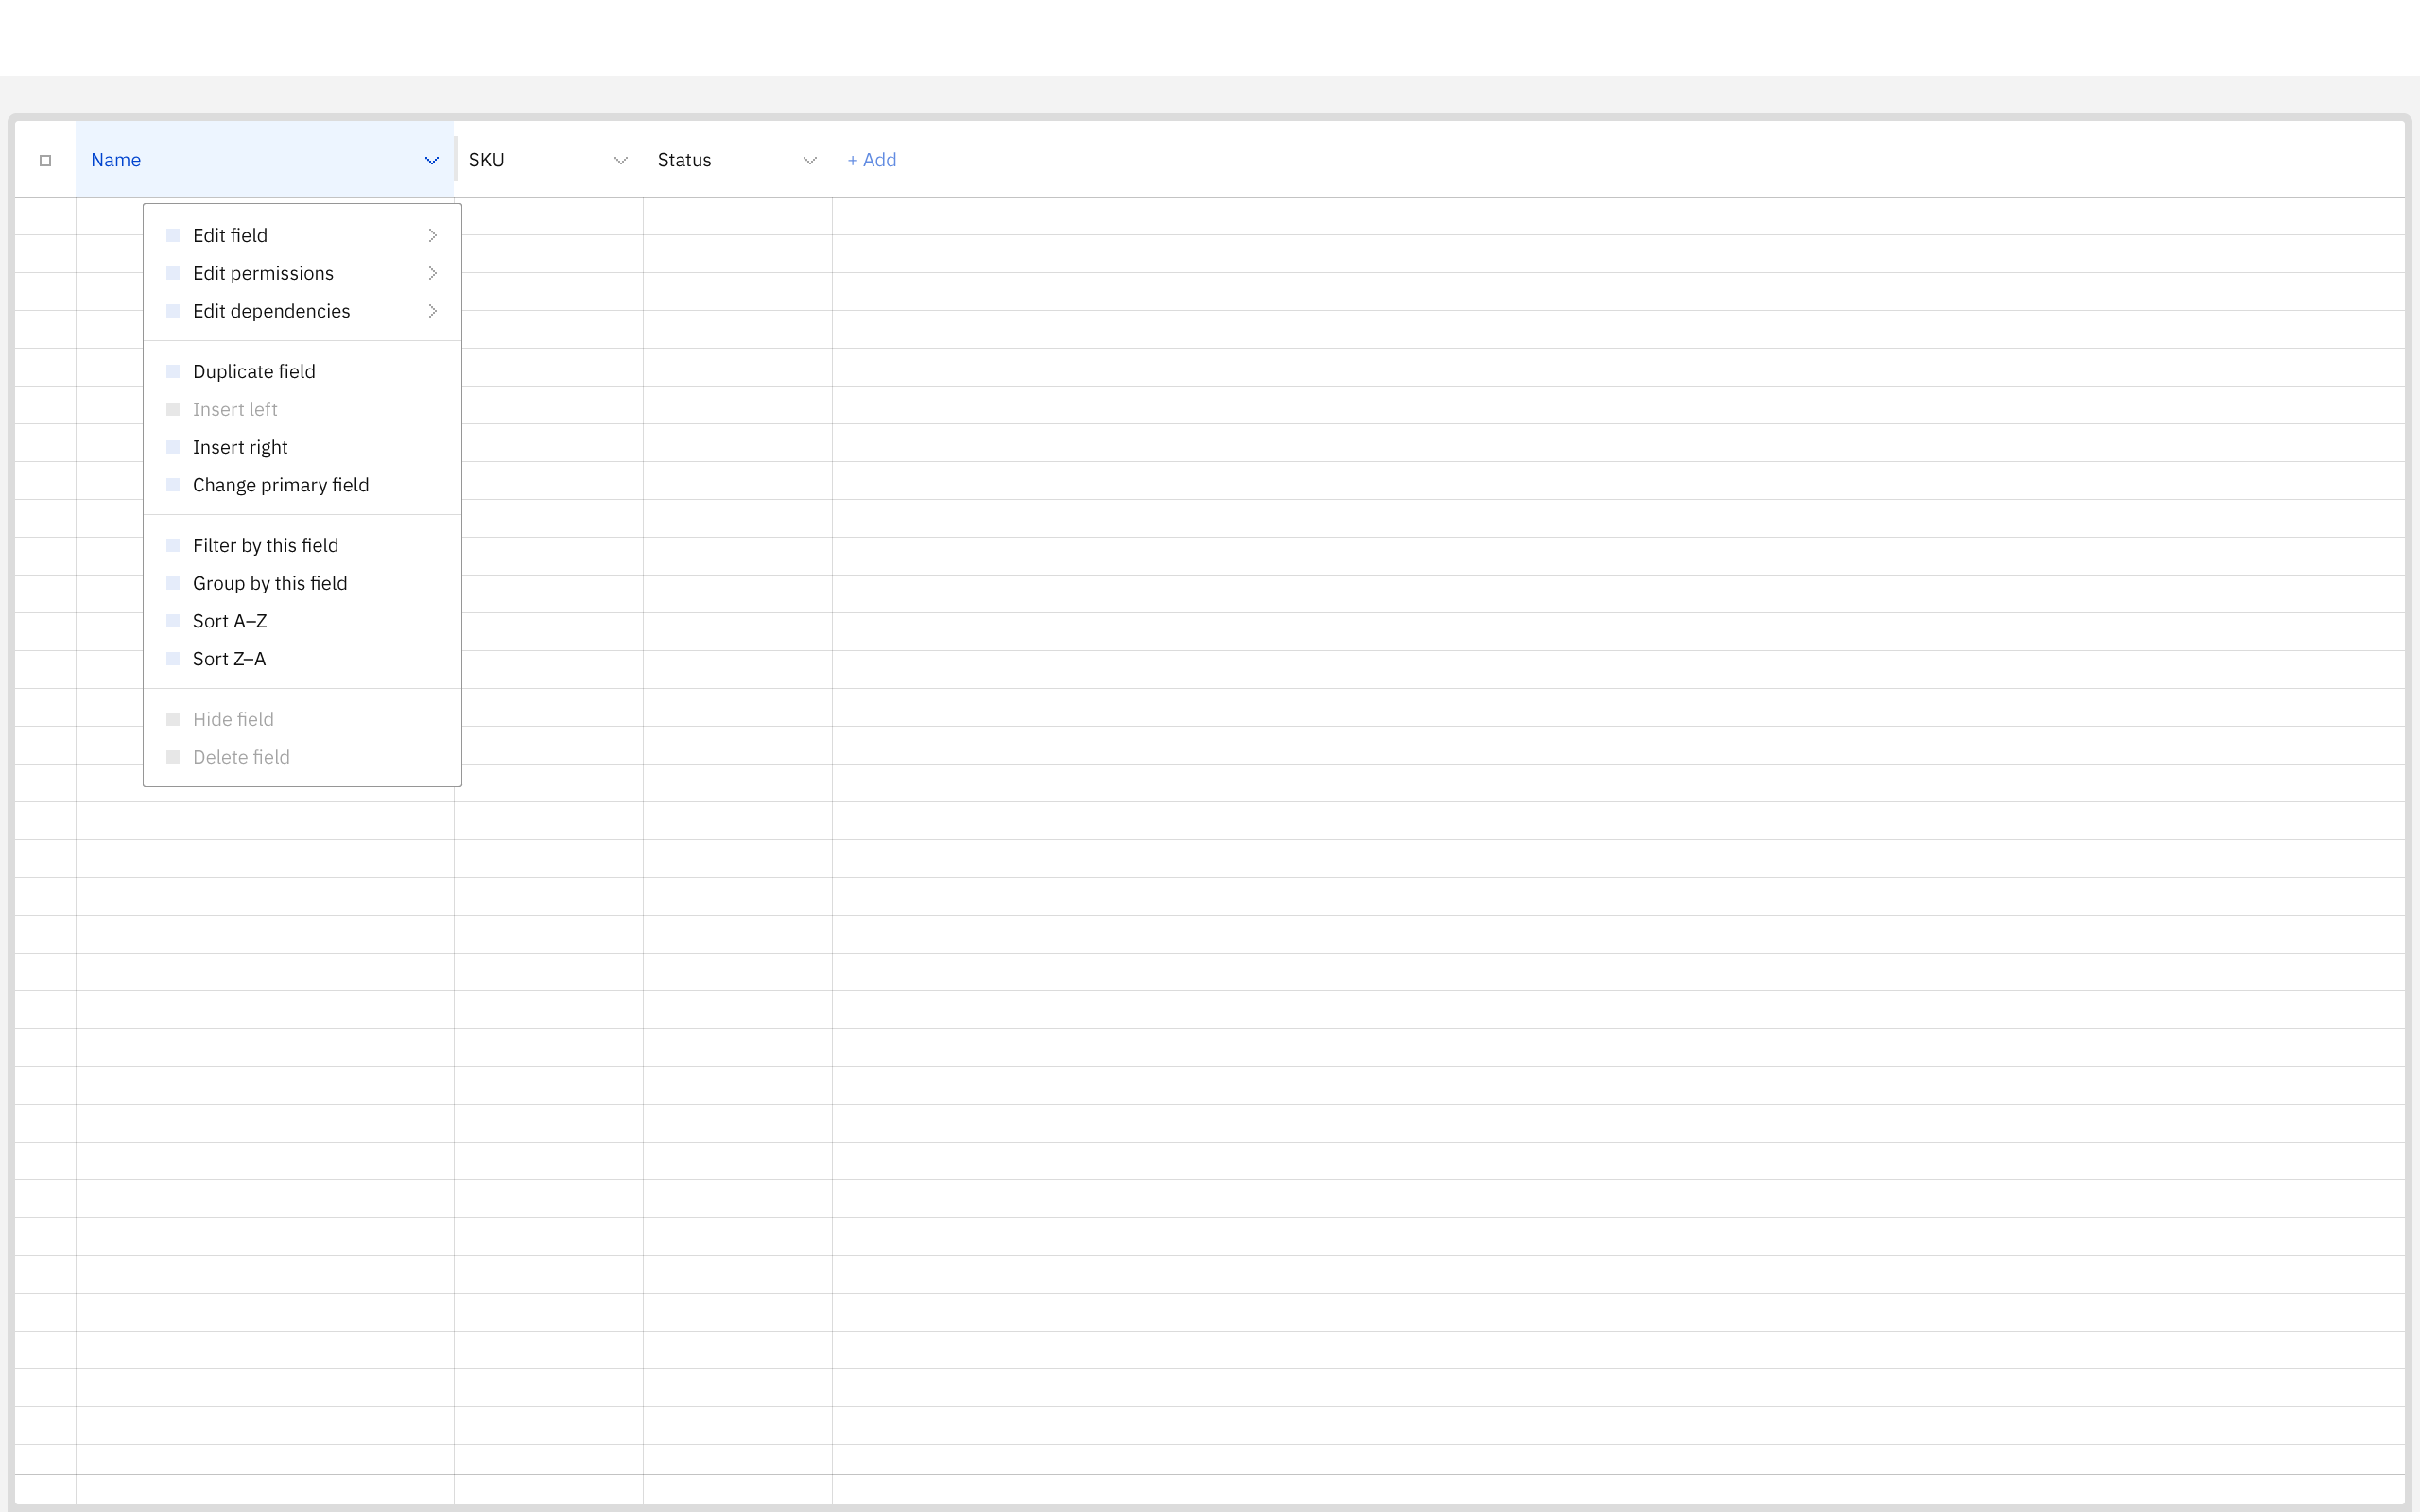 Name
SKU
Status
+ Add
Edit field
Edit permissions
Edit dependencies
Duplicate field
Insert left
Insert right
Change primary field
Filter by this field
Group by this field
Sort A–Z
Sort Z–A
Hide field
Delete field